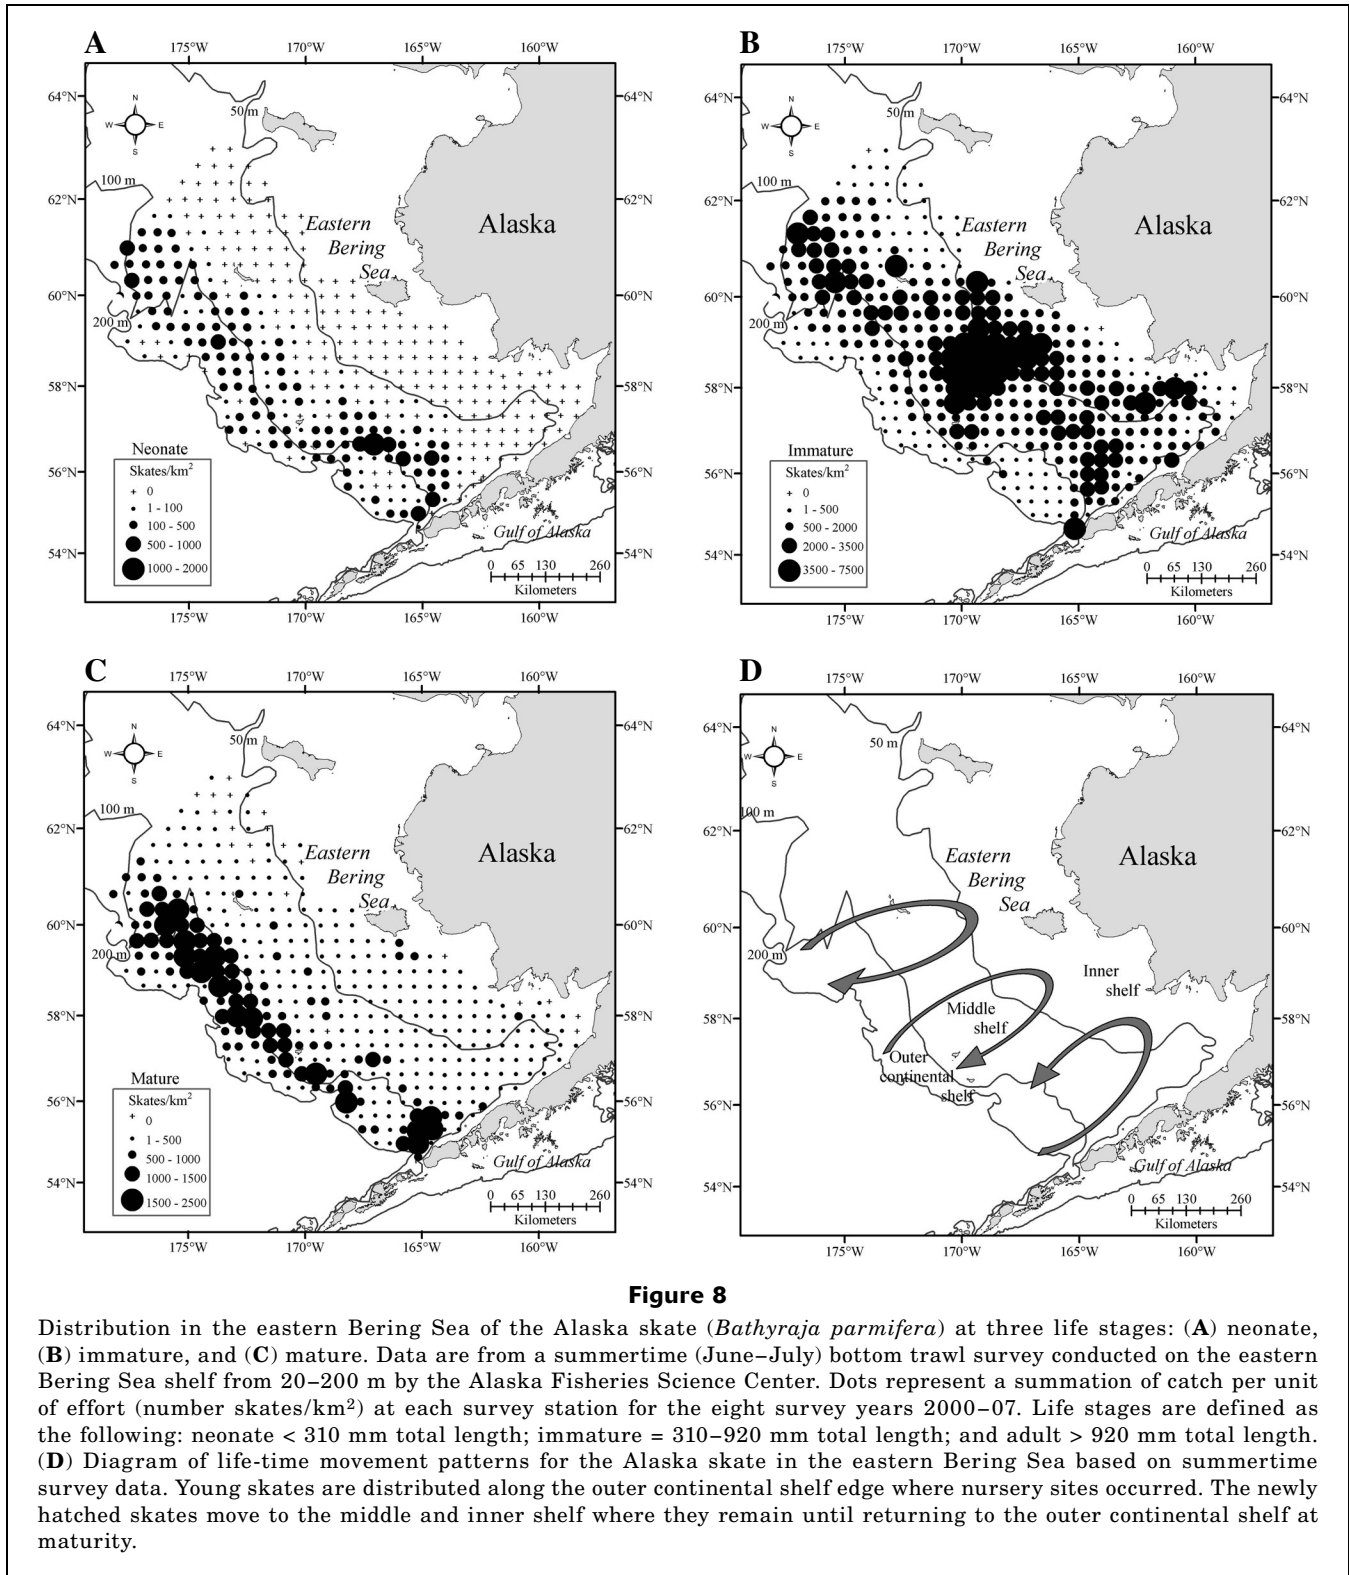 A
175°W 170°W 165°W 160°W
64°N 64°N
N
W E
S
50 m
100 m
62°N 62°N
Eastern
Bering
Sea
Alaska
60°N 60°N
200 m
58°N 58°N
Neonate
Skates/km²
0
1 - 100
100 - 500
500 - 1000
1000 - 2000
56°N 56°N
Gulf of Alaska
54°N 54°N
0 65 130 260
Kilometers
175°W 170°W 165°W 160°W
B
175°W 170°W 165°W 160°W
64°N 64°N
N
W E
S
50 m
100 m
62°N 62°N
Eastern
Bering
Sea
Alaska
60°N 60°N
200 m
58°N 58°N
Immature
Skates/km²
0
1 - 500
500 - 2000
2000 - 3500
3500 - 7500
56°N 56°N
Gulf of Alaska
54°N 54°N
0 65 130 260
Kilometers
175°W 170°W 165°W 160°W
C
175°W 170°W 165°W 160°W
64°N 64°N
N
W E
S
50 m
100 m
62°N 62°N
Eastern
Bering
Sea
Alaska
60°N 60°N
200 m
58°N 58°N
Mature
Skates/km²
0
1 - 500
500 - 1000
1000 - 1500
1500 - 2500
56°N 56°N
Gulf of Alaska
54°N 54°N
0 65 130 260
Kilometers
175°W 170°W 165°W 160°W
D
175°W 170°W 165°W 160°W
64°N 64°N
N
W E
S
50 m
100 m
62°N 62°N
Eastern
Bering
Sea
Alaska
60°N 60°N
200 m
Inner
shelf
Middle
shelf
58°N 58°N
Outer
continental
shelf
56°N 56°N
Gulf of Alaska
54°N 54°N
0 65 130 260
Kilometers
175°W 170°W 165°W 160°W
Figure 8
Distribution in the eastern Bering Sea of the Alaska skate (Bathyraja parmifera) at three life stages: (A) neonate,
(B) immature, and (C) mature. Data are from a summertime (June–July) bottom trawl survey conducted on the eastern
Bering Sea shelf from 20–200 m by the Alaska Fisheries Science Center. Dots represent a summation of catch per unit
of effort (number skates/km²) at each survey station for the eight survey years 2000–07. Life stages are defined as
the following: neonate < 310 mm total length; immature = 310–920 mm total length; and adult > 920 mm total length.
(D) Diagram of life-time movement patterns for the Alaska skate in the eastern Bering Sea based on summertime
survey data. Young skates are distributed along the outer continental shelf edge where nursery sites occurred. The newly
hatched skates move to the middle and inner shelf where they remain until returning to the outer continental shelf at
maturity.